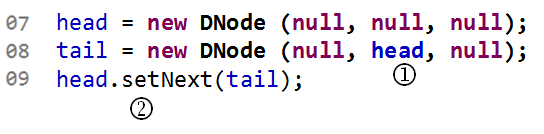 07 head = new DNode (null, null, null);
08 tail = new DNode (null, head, null);
①
09 head.setNext(tail);
②